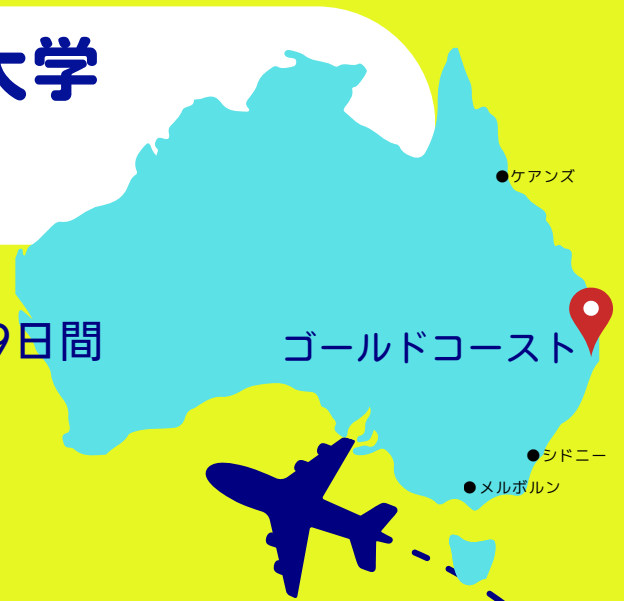 大学
ケアンズ
9日間
ゴールドコースト
シドニー
メルボルン